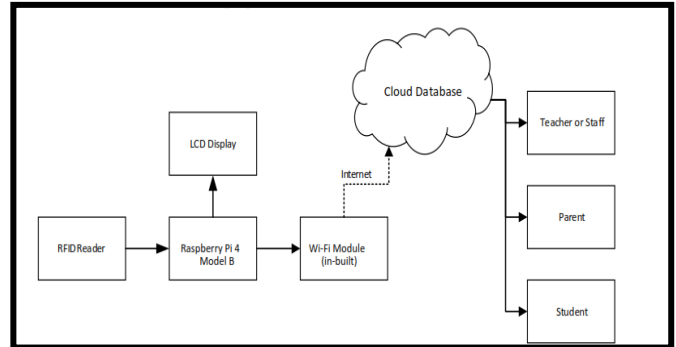 Cloud Database
Teacher or Staff
LCD Display
Internet
Parent
RFID Reader
Raspberry Pi 4
Model B
Wi-Fi Module
(in-built)
Student